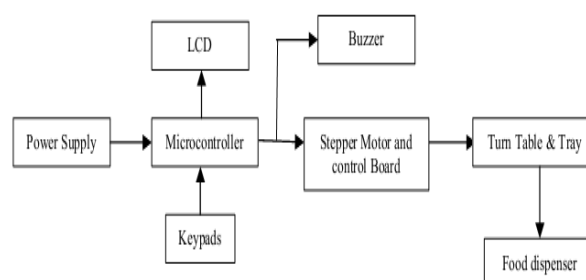 LCD
Buzzer
Power Supply
Microcontroller
Stepper Motor and
control Board
Turn Table & Tray
Keypads
Food dispenser